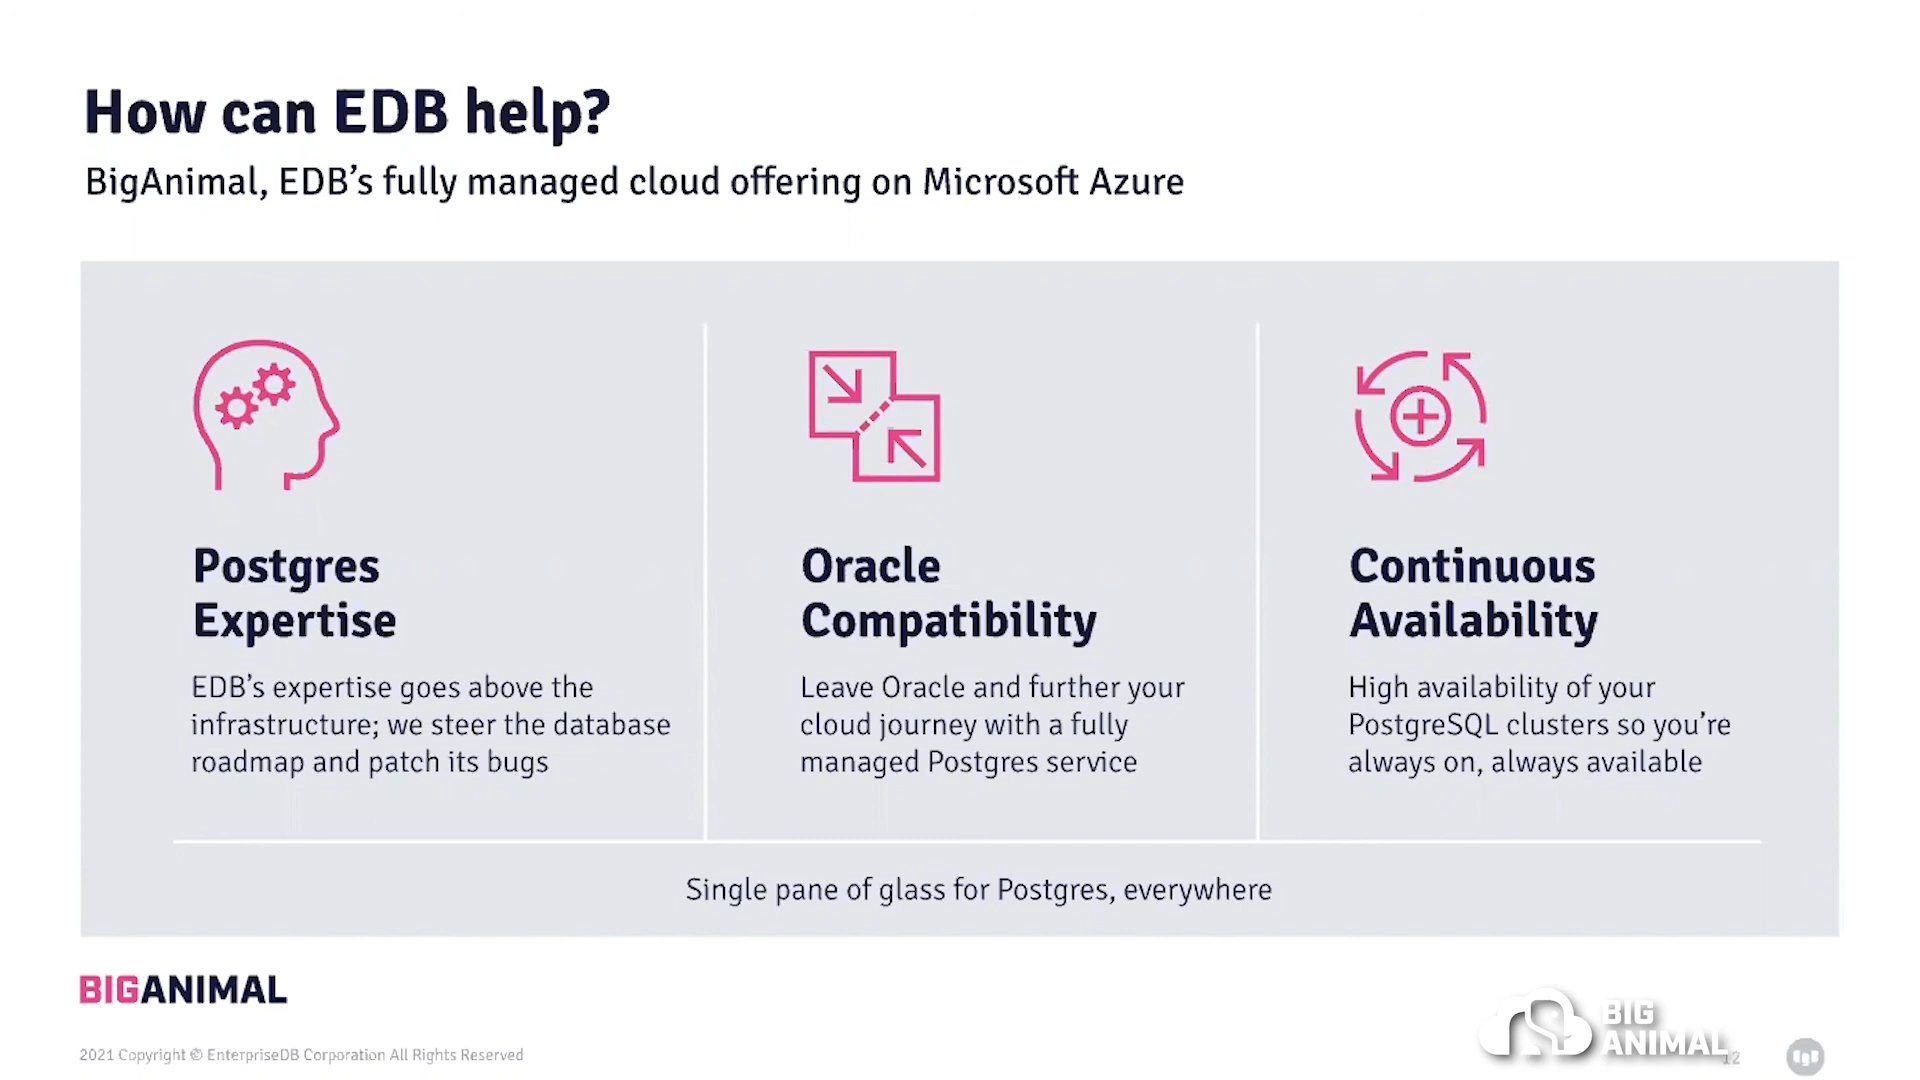 How can EDB help?
BigAnimal, EDB’s fully managed cloud offering on Microsoft Azure
Postgres
Expertise
EDB’s expertise goes above the
infrastructure; we steer the database
roadmap and patch its bugs
Oracle
Compatibility
Leave Oracle and further your
cloud journey with a fully
managed Postgres service
Continuous
Availability
High availability of your
PostgreSQL clusters so you’re
always on, always available
Single pane of glass for Postgres, everywhere
BIGANIMAL
2021 Copyright © EnterpriseDB Corporation All Rights Reserved
BIG
ANIMAL
12